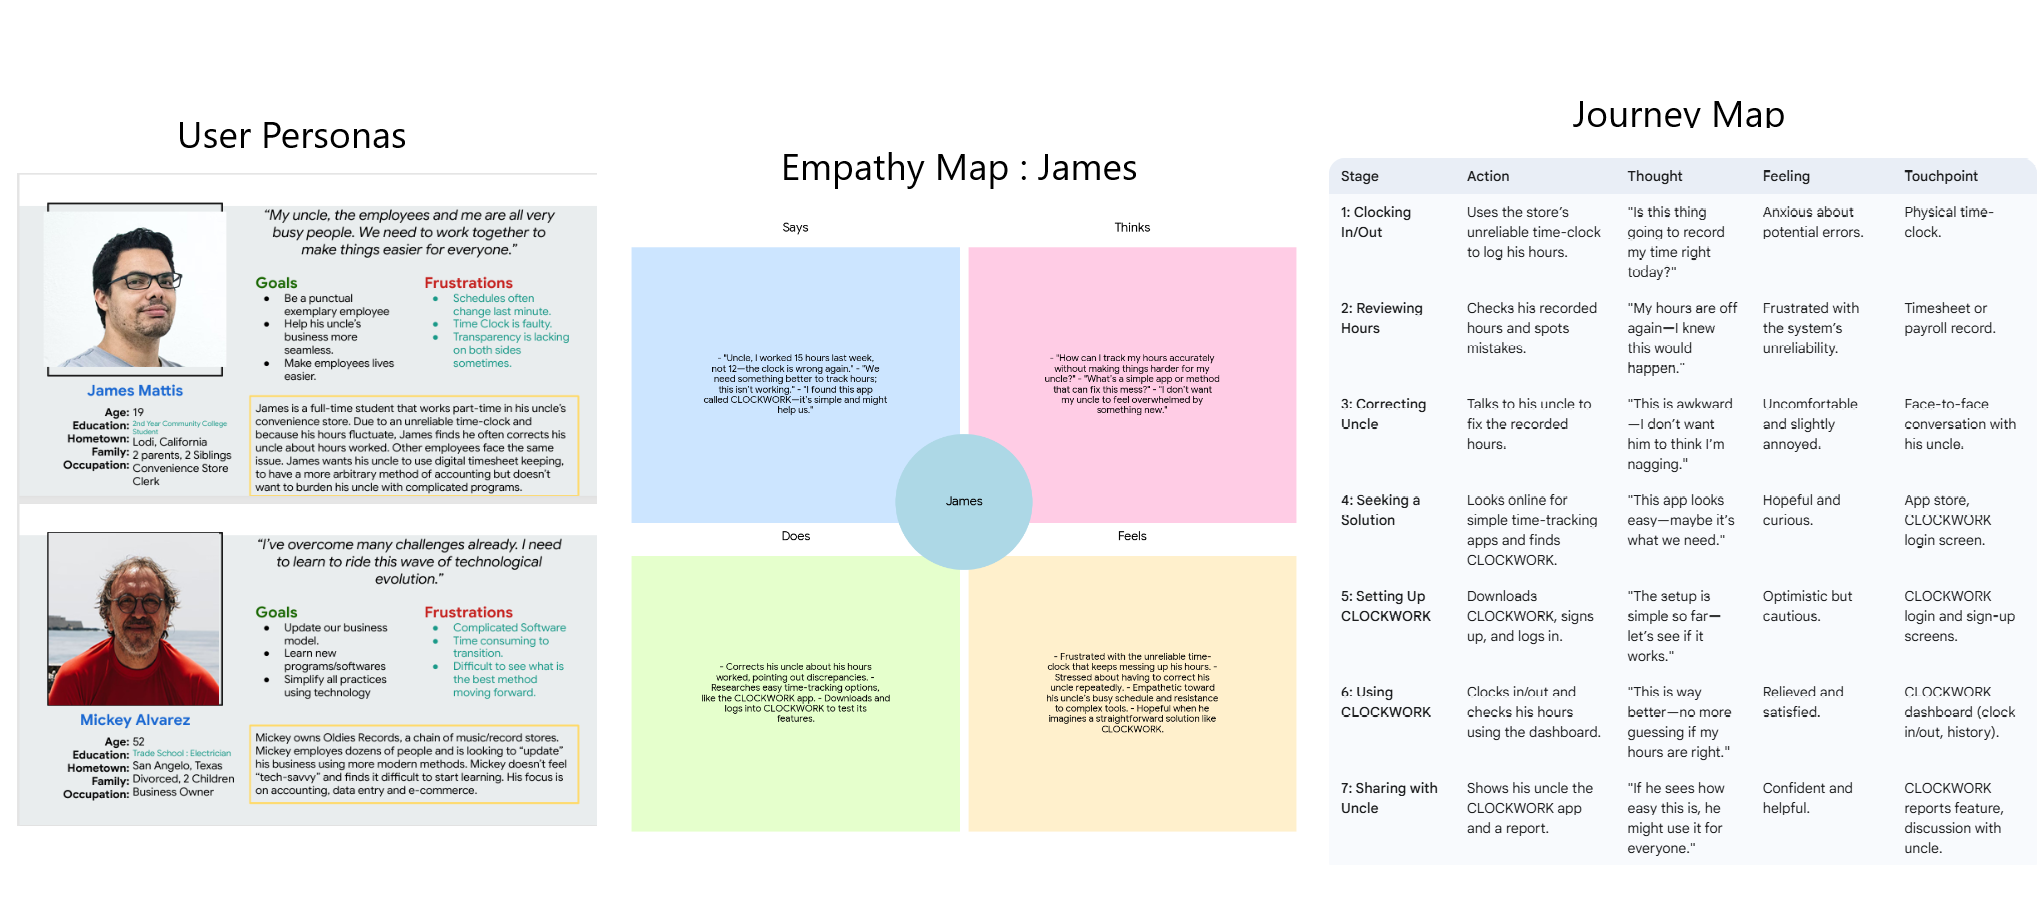 User Personas
“My uncle, the employees and me are all very
busy people. We need to work together to
make things easier for everyone.”
Goals
● Be a punctual
exemplary employee
● Help his uncle’s
business more
seamless.
● Make employees lives
easier.
Frustrations
● Schedules often
change last minute.
● Time Clock is faulty.
● Transparency is lacking
on both sides
sometimes.
James Mattis
Age: 19
Education: 2nd Year Community College
Student
Hometown: Lodi, California
Family: 2 parents, 2 Siblings
Occupation: Convenience Store
Clerk
James is a full-time student that works part-time in his uncle’s
convenience store. Due to an unreliable time-clock and
because his hours fluctuate, James finds he often corrects his
uncle about hours worked. Other employees face the same
issue. James wants his uncle to use digital timesheet keeping,
to have a more arbitrary method of accounting but doesn’t
want to burden his uncle with complicated programs.
“I’ve overcome many challenges already. I need
to learn to ride this wave of technological
evolution.”
Goals
● Update our business
model.
● Learn new
programs/softwares
● Simplify all practices
using technology
Frustrations
● Complicated Software
● Time consuming to
transition.
● Difficult to see what is
the best method
moving forward.
Mickey Alvarez
Age: 52
Education: Trade School : Electrician
Hometown: San Angelo, Texas
Family: Divorced, 2 Children
Occupation: Business Owner
Mickey owns Oldies Records, a chain of music/record stores.
Mickey employes dozens of people and is looking to “update”
his business using more modern methods. Mickey doesn’t feel
“tech-savvy” and finds it difficult to start learning. His focus is
on accounting, data entry and e-commerce.
Empathy Map : James
Says
- "Uncle, I worked 15 hours last week,
not 12—the clock is wrong again." - "We
need something better to track hours;
this isn't working." - "I found this app
called CLOCKWORK—it's simple and might
help us."
Thinks
- "How can I track my hours accurately
without making things harder for my
uncle?" - "What's a simple app or method
that can fix this mess?" - "I don't want
my uncle to feel overwhelmed by
something new."
James
Does
- Corrects his uncle about his hours
worked, pointing out discrepancies. -
Researches easy time-tracking options,
like the CLOCKWORK app. - Downloads and
logs into CLOCKWORK to test its
features.
Feels
- Frustrated with the unreliable time-
clock that keeps messing up his hours. -
Stressed about having to correct his
uncle repeatedly. - Empathetic toward
his uncle's busy schedule and resistance
to complex tools. - Hopeful when he
imagines a straightforward solution like
CLOCKWORK.
Journey Map
Stage
Action
Thought
Feeling
Touchpoint
1: Clocking
In/Out
Uses the store’s
unreliable time-clock
to log his hours.
"Is this thing
going to record
my time right
today?"
Anxious about
potential errors.
Physical time-
clock.
2: Reviewing
Hours
Checks his recorded
hours and spots
mistakes.
"My hours are off
again—I knew
this would
happen."
Frustrated with
the system’s
unreliability.
Timesheet or
payroll record.
3: Correcting
Uncle
Talks to his uncle to
fix the recorded
hours.
"This is awkward
—I don’t want
him to think I’m
nagging."
Uncomfortable
and slightly
annoyed.
Face-to-face
conversation with
his uncle.
4: Seeking a
Solution
Looks online for
simple time-tracking
apps and finds
CLOCKWORK.
"This app looks
easy—maybe it’s
what we need."
Hopeful and
curious.
App store,
CLOCKWORK
login screen.
5: Setting Up
CLOCKWORK
Downloads
CLOCKWORK, signs
up, and logs in.
"The setup is
simple so far—
let’s see if it
works."
Optimistic but
cautious.
CLOCKWORK
login and sign-up
screens.
6: Using
CLOCKWORK
Clocks in/out and
checks his hours
using the dashboard.
"This is way
better—no more
guessing if my
hours are right."
Relieved and
satisfied.
CLOCKWORK
dashboard (clock
in/out, history).
7: Sharing with
Uncle
Shows his uncle the
CLOCKWORK app
and a report.
"If he sees how
easy this is, he
might use it for
everyone."
Confident and
helpful.
CLOCKWORK
reports feature,
discussion with
uncle.